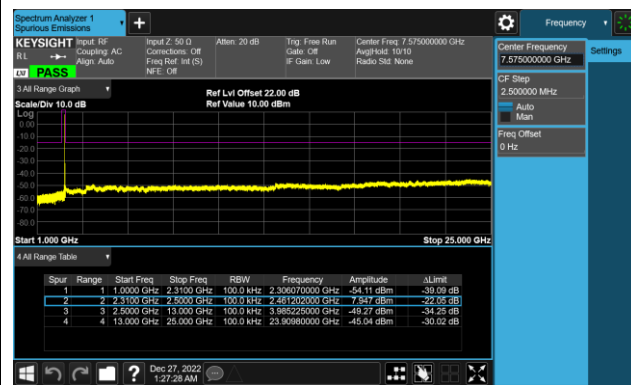 Spectrum Analyzer 1
Spurious Emissions
Frequency
KEYSIGHT Input: RF Input Z: 50 Ω Atten: 20 dB Trig: Free Run Center Freq: 7.575000000 GHz
RL Coupling: AC Corrections: Off Gate: Off Avg|Hold: 10/10
Align: Auto Freq Ref: Int (S) IF Gain: Low Radio Std: None
LXI PASS NFE: Off
Center Frequency
7.575000000 GHz
Settings
CF Step
2.500000 MHz
Auto
Man
Freq Offset
0 Hz
3 All Range Graph
Ref Lvl Offset 22.00 dB
Scale/Div 10.0 dB Ref Value 10.00 dBm
Log
0.00
-10.0
-20.0
-30.0
-40.0
-50.0
-60.0
-70.0
-80.0
Start 1.000 GHz Stop 25.000 GHz
4 All Range Table
Spur Range Start Freq Stop Freq RBW Frequency Amplitude ΔLimit
1 1 1.0000 GHz 2.3100 GHz 100.0 kHz 2.306070000 GHz -54.11 dBm -39.09 dB
2 2 2.3100 GHz 2.5000 GHz 100.0 kHz 2.461202000 GHz 7.947 dBm -22.05 dB
3 3 2.5000 GHz 13.000 GHz 100.0 kHz 3.985225000 GHz -49.27 dBm -34.25 dB
4 4 13.000 GHz 25.000 GHz 100.0 kHz 23.90980000 GHz -45.04 dBm -30.02 dB
Dec 27, 2022
1:27:28 AM